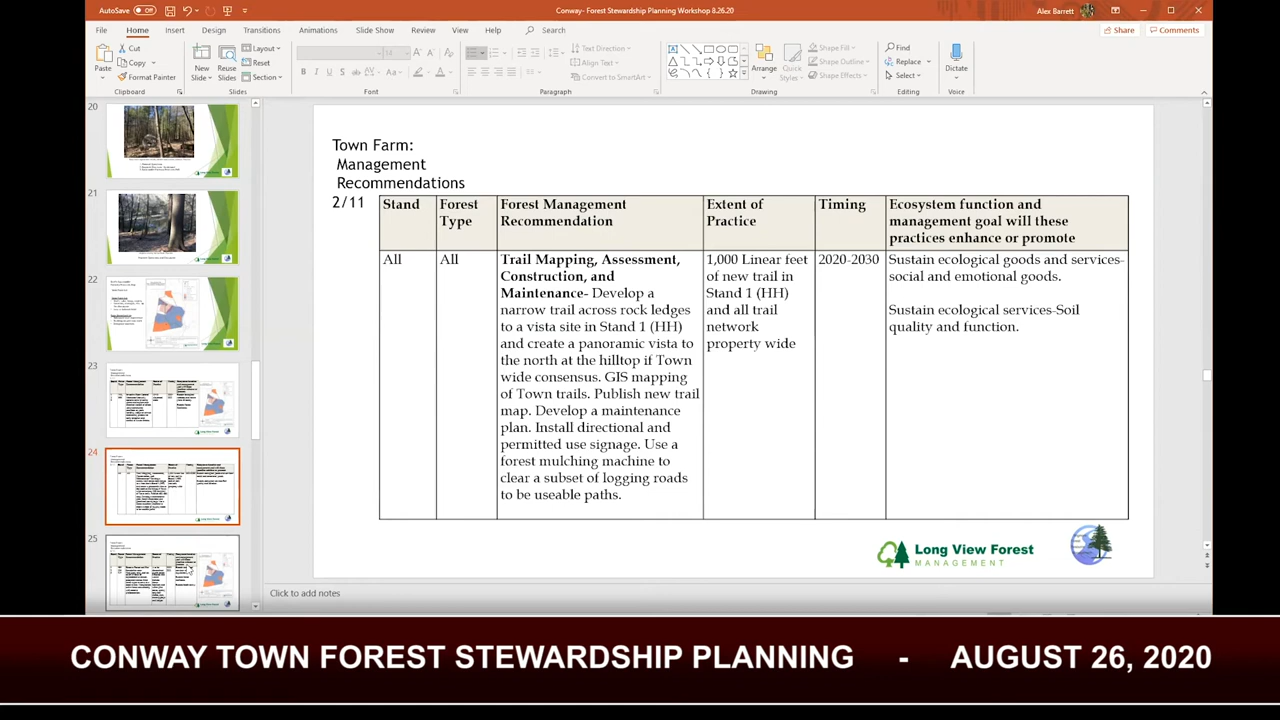 AutoSave Off
Conway- Forest Stewardship Planning Workshop 8.26.20
Alex Barrett
File Home Insert Design Transitions Animations Slide Show Review View Help Search
Share Comments
Paste
Cut
Copy
Format Painter
Clipboard
New Slide
Reuse Slides
Layout
Reset
Section
Slides
Font
Text Direction
Align Text
Convert to SmartArt
Paragraph
Arrange
Quick Styles
Shape Fill
Shape Outline
Shape Effects
Drawing
Find
Replace
Select
Editing
Dictate
Voice
20
21
22
23
24
25
Town Farm:
Management
Recommendations
2/11
Stand
Forest Type
Forest Management
Recommendation
Extent of
Practice
Timing
Ecosystem function and
management goal will these
practices enhance or promote
All
All
Trail Mapping, Assessment,
Construction, and
Maintenance- Develop a
narrow trail across rock ledges
to a vista site in Stand 1 (HH)
and create a panoramic vista to
the north at the hilltop if Town
wide consensus. GIS mapping
of Town trails. Publish new trail
map. Develop a maintenance
plan. Install directional and
permitted use signage. Use a
forest mulching machine to
clear a subset of logging roads
to be useable paths.
1,000 Linear feet
of new trail in
Stand 1 (HH)
and all trail
network
property wide
2020-2030
Sustain ecological goods and services-
social and emotional goods.
Sustain ecological services-Soil
quality and function.
Long View Forest
MANAGEMENT
Click to add notes
CONWAY TOWN FOREST STEWARDSHIP PLANNING - AUGUST 26, 2020